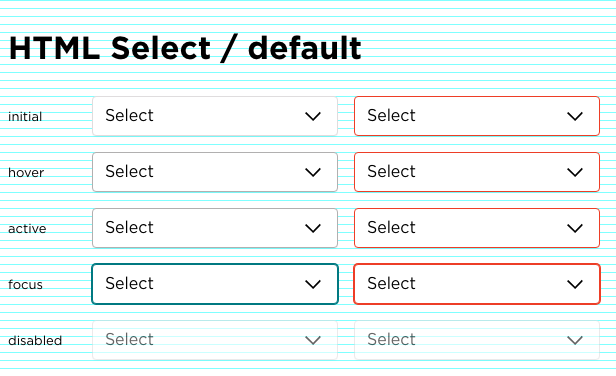 HTML Select / default
initial Select Select
hover Select Select
active Select Select
focus Select Select
disabled Select Select